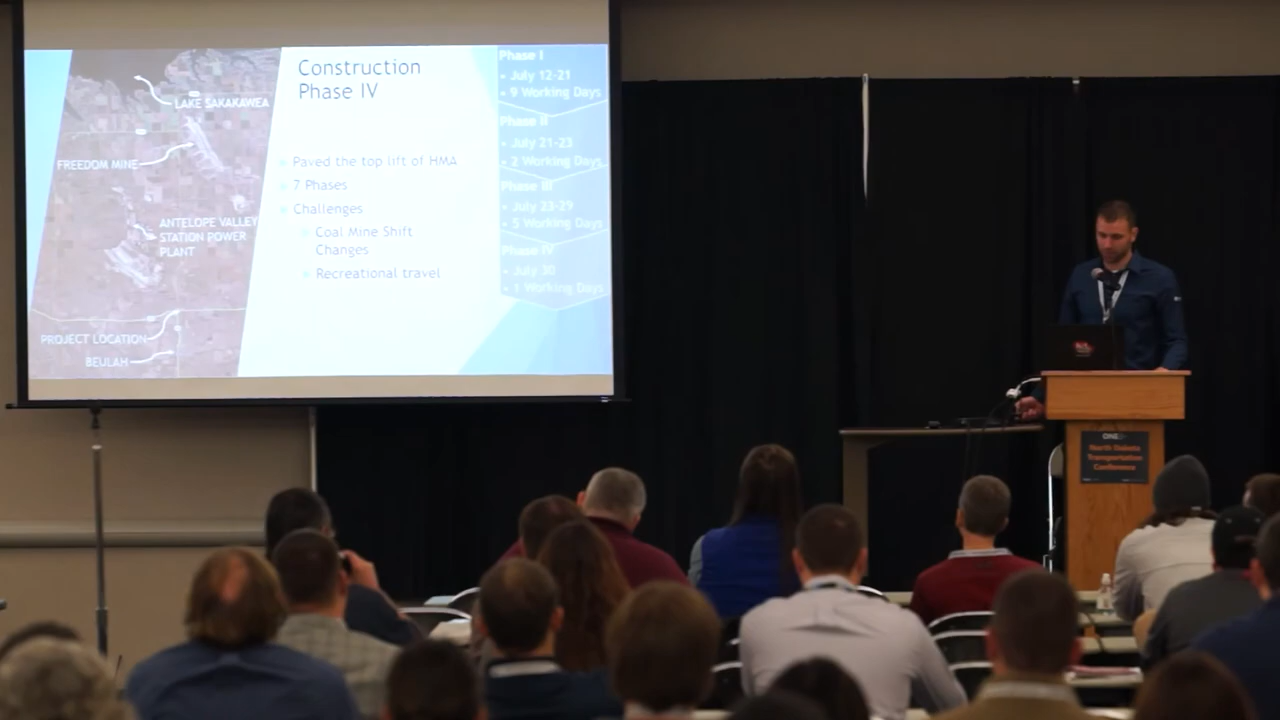 LAKE SAKAKAWEA
FREEDOM MINE
ANTELOPE VALLEY
STATION POWER
PLANT
PROJECT LOCATION
BEULAH
Construction
Phase IV
Paved the top lift of HMA
7 Phases
Challenges
Coal Mine Shift
Changes
Recreational travel
Phase I
• July 12-21
• 9 Working Days
Phase II
• July 21-23
• 2 Working Days
Phase III
• July 23-29
• 5 Working Days
Phase IV
• July 30
• 1 Working Days
North Dakota
Transportation
Conference